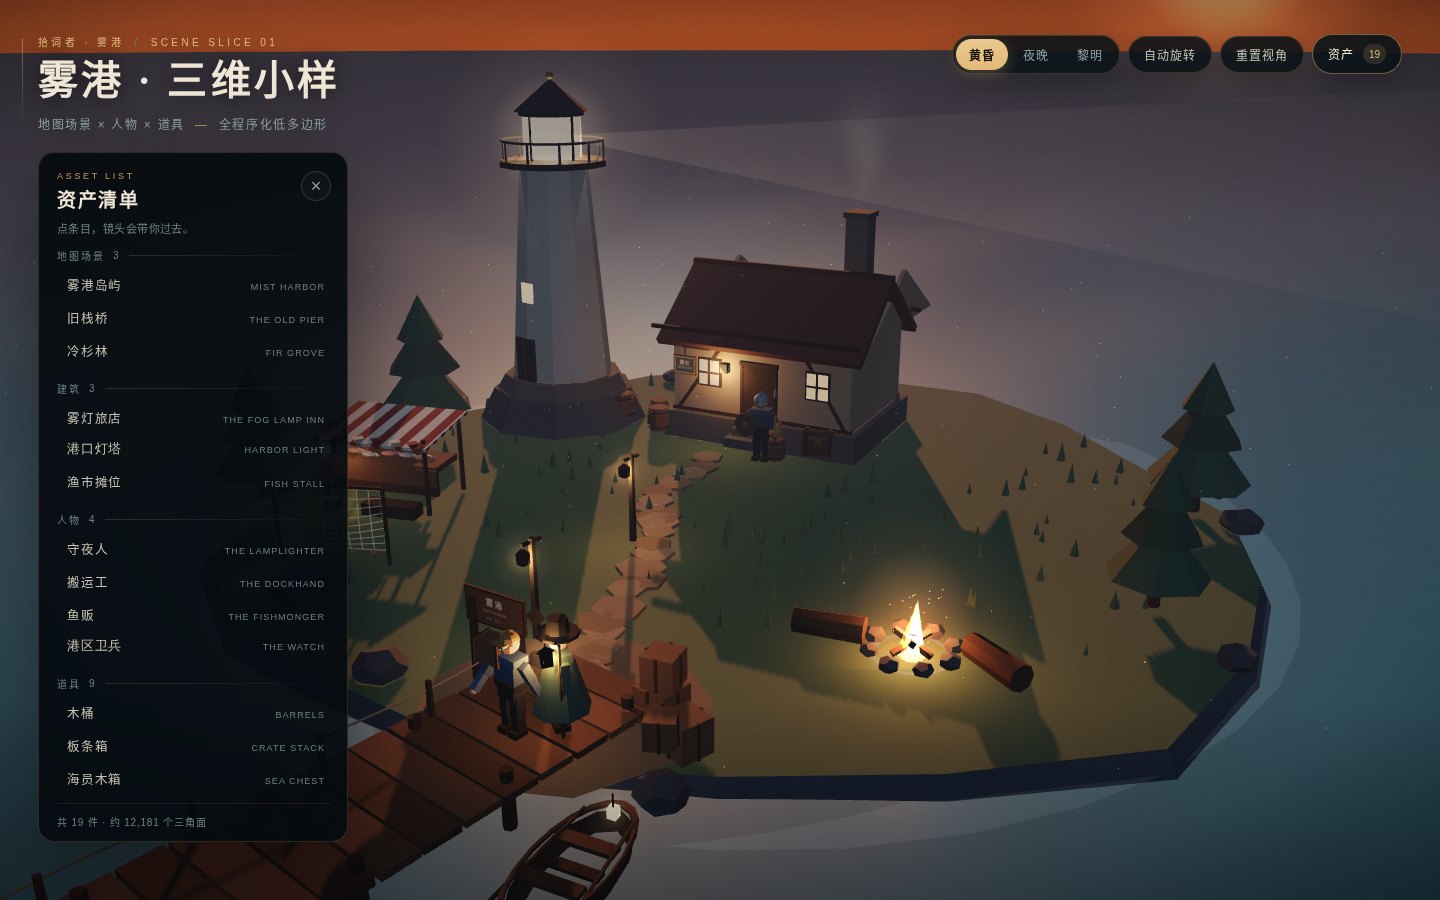 拾词者 · 雾港 / SCENE SLICE 01
雾港 · 三维小样
地图场景 × 人物 × 道具 — 全程序化低多边形
黄昏 夜晚 黎明 自动旋转 重置视角 资产 19
ASSET LIST
资产清单
×
点条目，镜头会带你过去。
地图场景 3
雾港岛屿 MIST HARBOR
旧栈桥 THE OLD PIER
冷杉林 FIR GROVE
建筑 3
雾灯旅店 THE FOG LAMP INN
港口灯塔 HARBOR LIGHT
渔市摊位 FISH STALL
人物 4
守夜人 THE LAMPLIGHTER
搬运工 THE DOCKHAND
鱼贩 THE FISHMONGER
港区卫兵 THE WATCH
道具 9
木桶 BARRELS
板条箱 CRATE STACK
海员木箱 SEA CHEST
共 19 件 · 约 12,181 个三角面
雾港